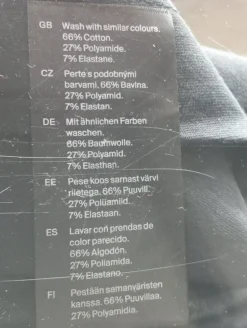 GB Wash with similar colours.
66% Cotton.
27% Polyamide.
7% Elastane.
CZ Perte s podobnými
barvami, 66% Bavlna.
27% Polyamid.
7% Elastan.
DE Mit ähnlichen Farben
waschen.
66% Baumwolle.
27% Polyamid.
7% Elasthan.
EE Pese koos samast värvi
riietega. 66% Puuvill.
27% Polüamiid.
7% Elastaan.
ES Lavar con prendas de
color parecido.
66% Algodón.
27% Poliamida.
7% Elastano.
FI Pestään samanväristen
kanssa. 66% Puuvillaa.
27% Polyamidia.